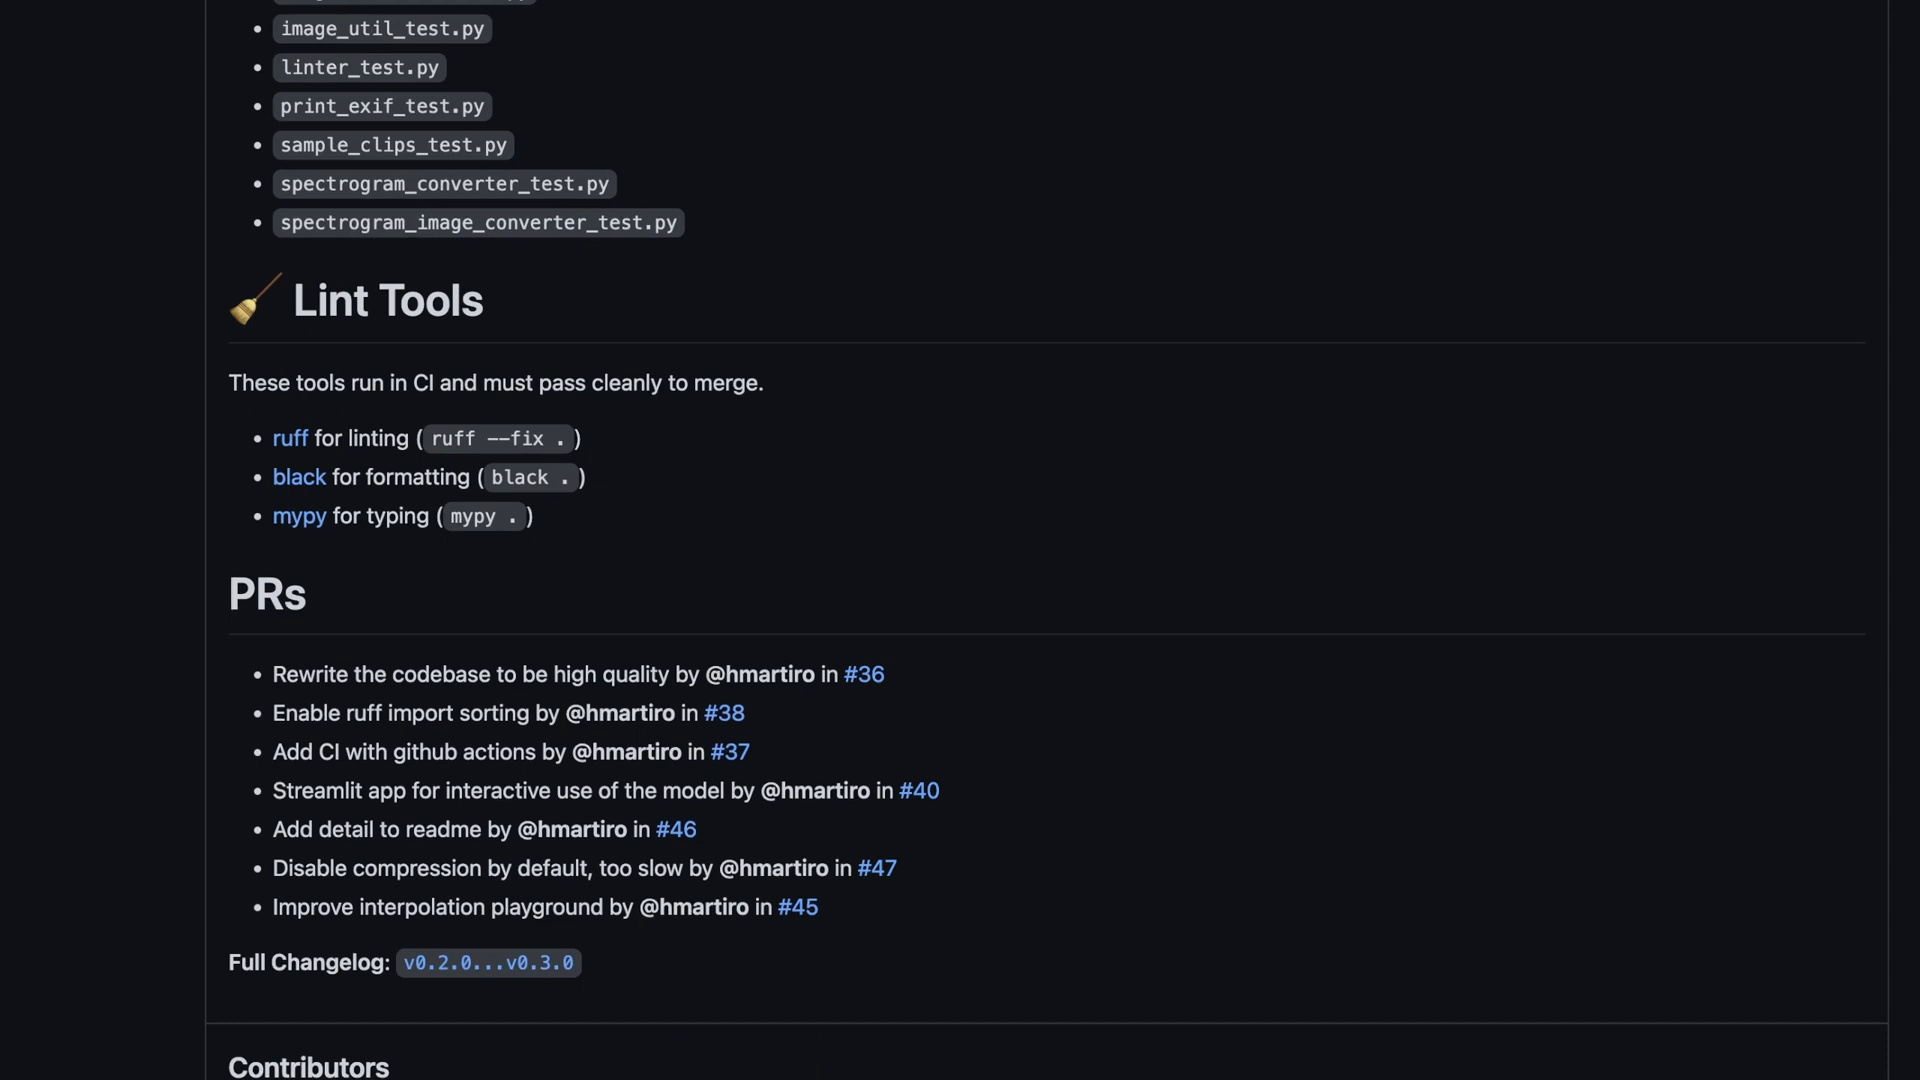 image_util_test.py
linter_test.py
print_exif_test.py
sample_clips_test.py
spectrogram_converter_test.py
spectrogram_image_converter_test.py
Lint Tools
These tools run in CI and must pass cleanly to merge.
ruff for linting (ruff --fix .)
black for formatting (black .)
mypy for typing (mypy .)
PRs
Rewrite the codebase to be high quality by @hmartiro in #36
Enable ruff import sorting by @hmartiro in #38
Add CI with github actions by @hmartiro in #37
Streamlit app for interactive use of the model by @hmartiro in #40
Add detail to readme by @hmartiro in #46
Disable compression by default, too slow by @hmartiro in #47
Improve interpolation playground by @hmartiro in #45
Full Changelog: v0.2.0...v0.3.0
Contributors